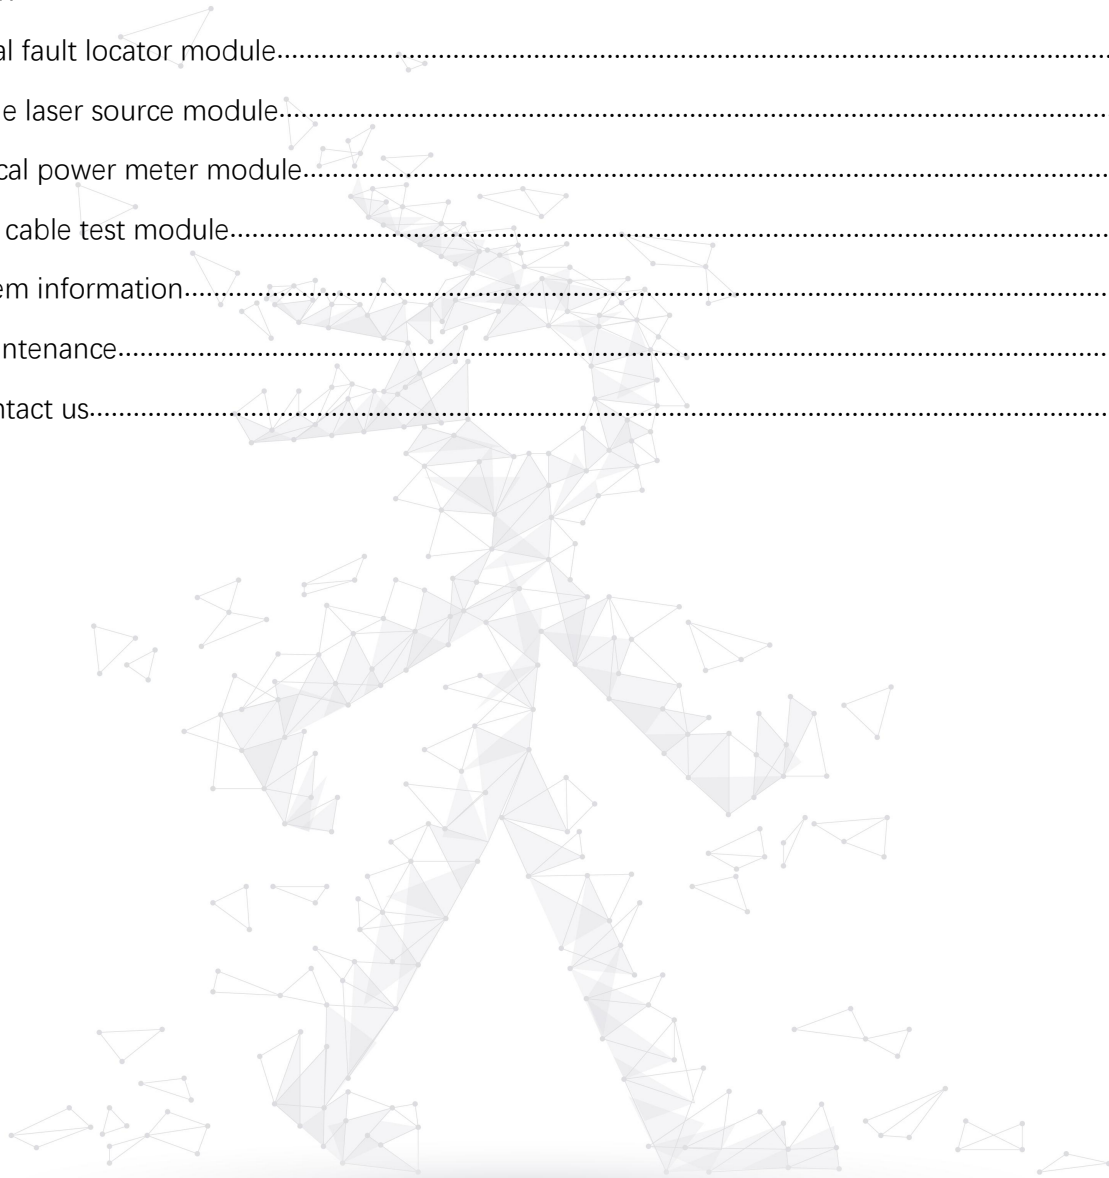 al fault locator module
e laser source module
cal power meter module
cable test module
em information
ntenance
ntact us